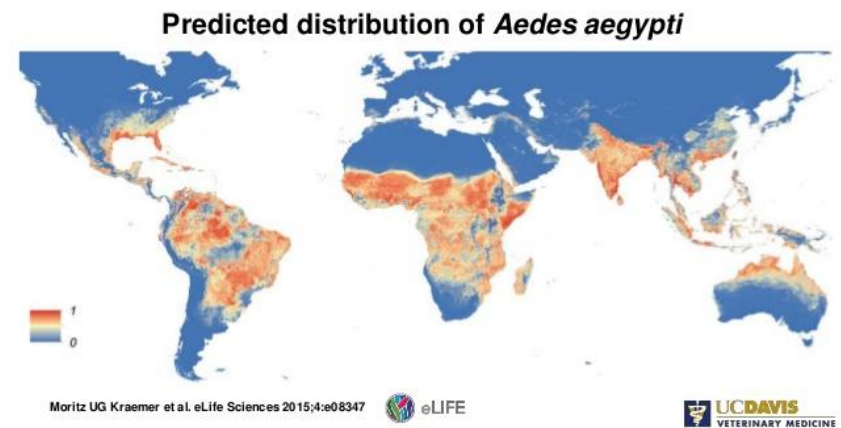 Predicted distribution of Aedes aegypti
1
0
Moritz UG Kraemer et al. eLife Sciences 2015;4:e08347
eLIFE
UCDAVIS
VETERINARY MEDICINE